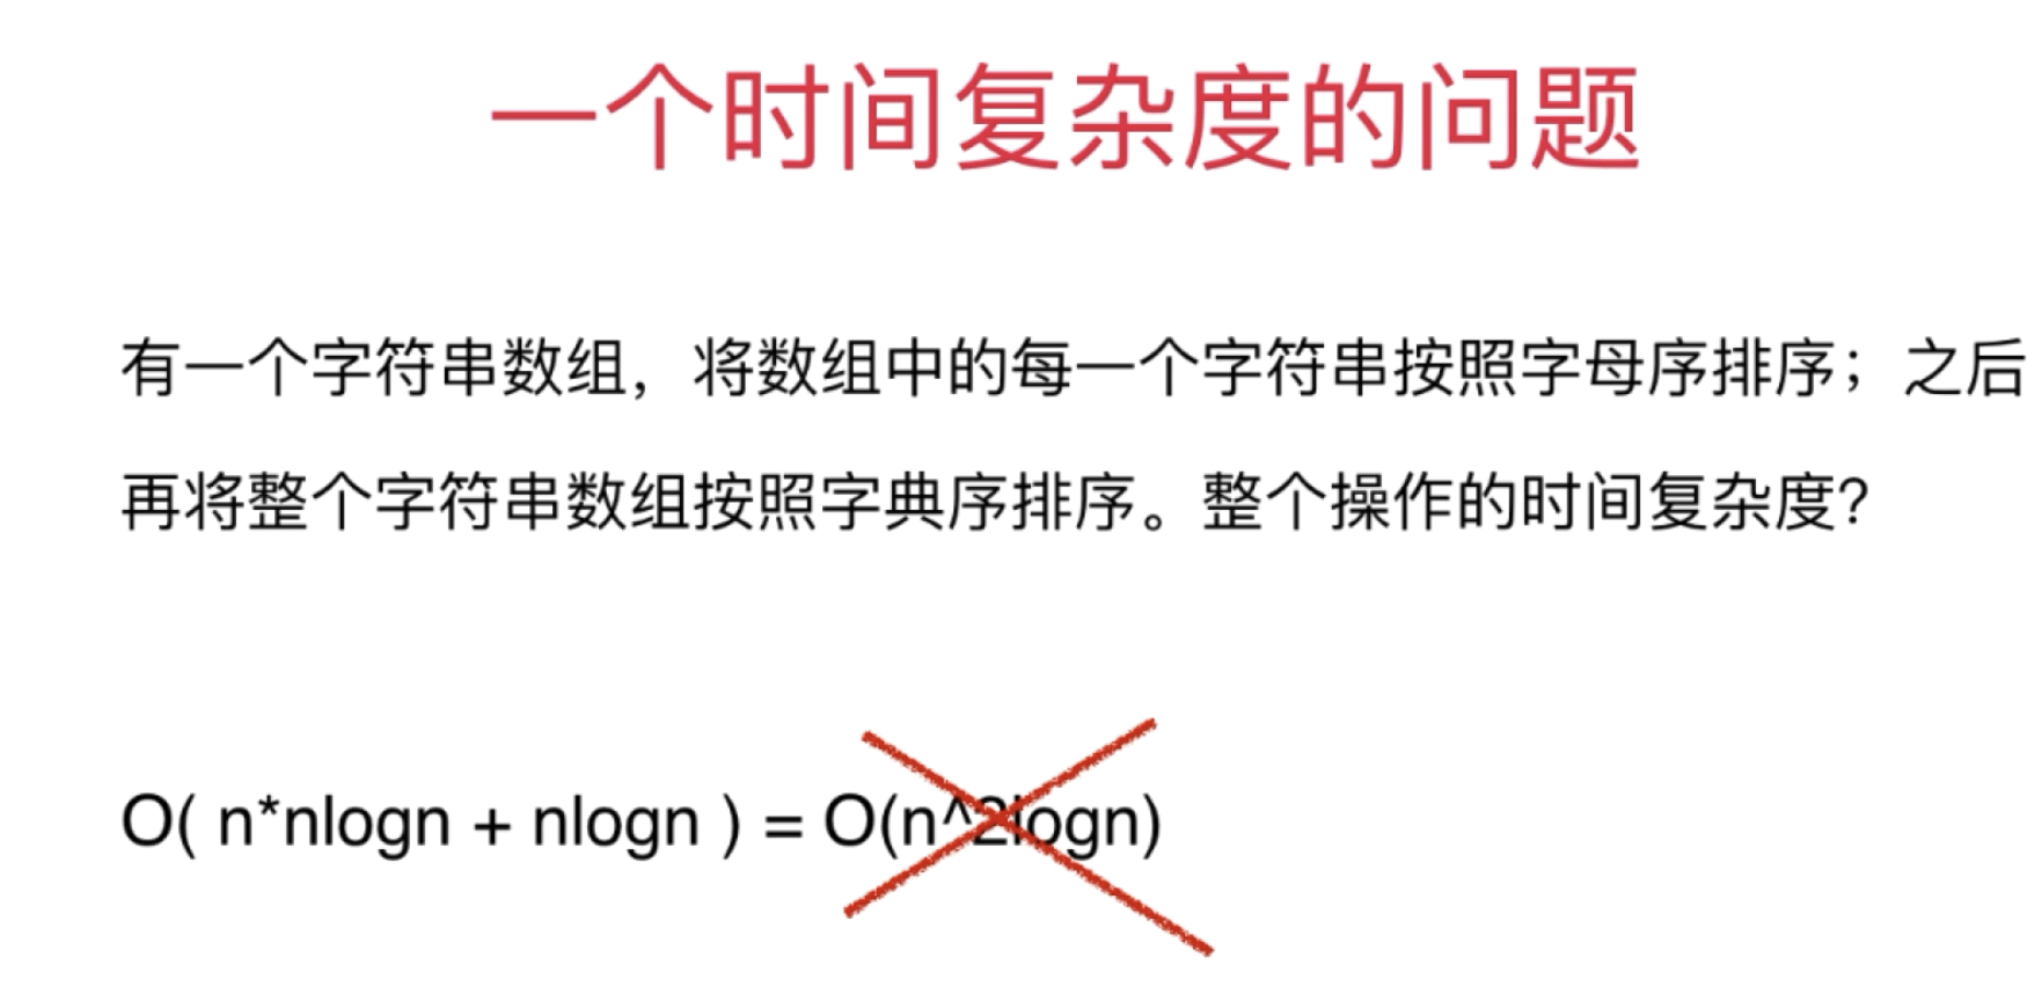 一个时间复杂度的问题
有一个字符串数组，将数组中的每一个字符串按照字母序排序；之后
再将整个字符串数组按照字典序排序。整个操作的时间复杂度？
O( n*nlogn + nlogn ) = O(n^2logn)